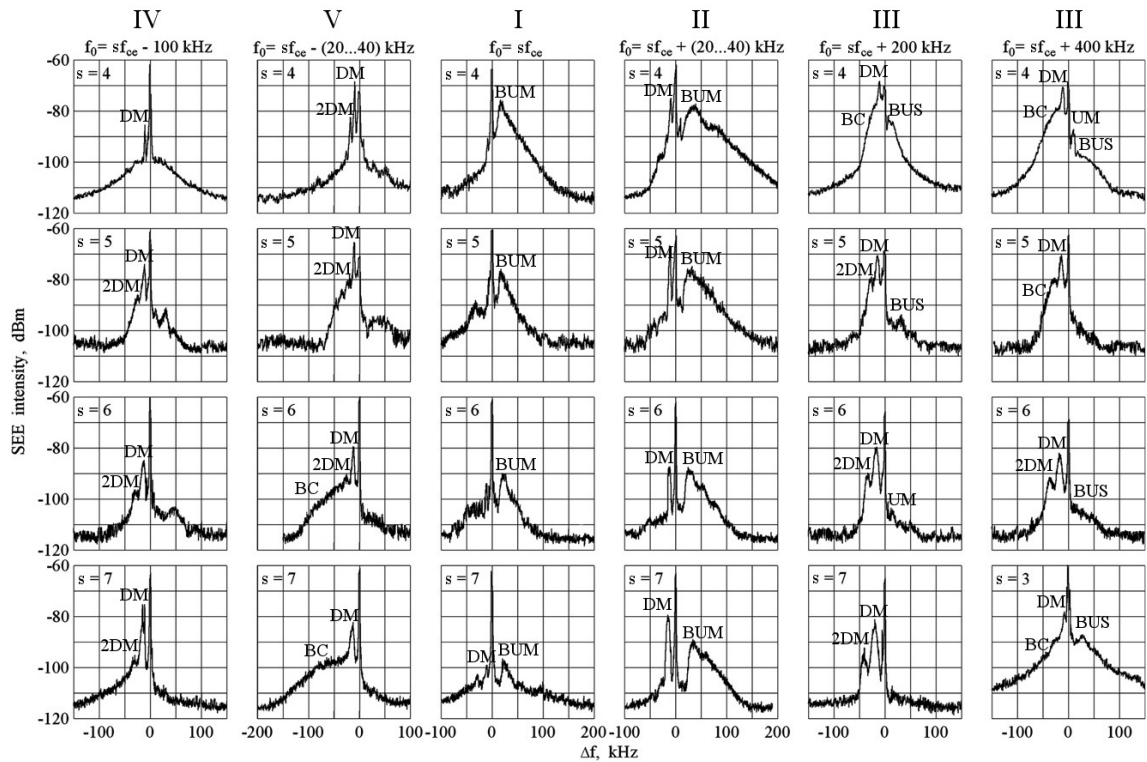 IV V I II III III
f₀= sf_ce - 100 kHz f₀= sf_ce - (20...40) kHz f₀= sf_ce f₀= sf_ce + (20...40) kHz f₀= sf_ce + 200 kHz f₀= sf_ce + 400 kHz
SEE intensity, dBm
-60
-80
-100
-120
s = 4 DM
s = 4 DM 2DM
s = 4 BUM
s = 4 DM BUM
s = 4 DM BC BUS
s = 4 DM BC UM BUS
-80
-100
-120
s = 5 DM 2DM
s = 5 DM 2DM
s = 5 BUM
s = 5 DM BUM
s = 5 DM 2DM BUS
s = 5 DM BC
-60
-80
-100
-120
s = 6 DM 2DM
s = 6 DM 2DM BC
s = 6 BUM
s = 6 DM BUM
s = 6 DM 2DM UM
s = 6 DM 2DM BUS
-60
-80
-100
-120
s = 7 DM 2DM
s = 7 DM BC
s = 7 DM BUM
s = 7 DM BUM
s = 7 DM 2DM
s = 3 DM BC BUS
-100 0 100 -200 -100 0 100 -100 0 100 200 -100 0 100 200 -100 0 100 -100 0 100
Δf, kHz